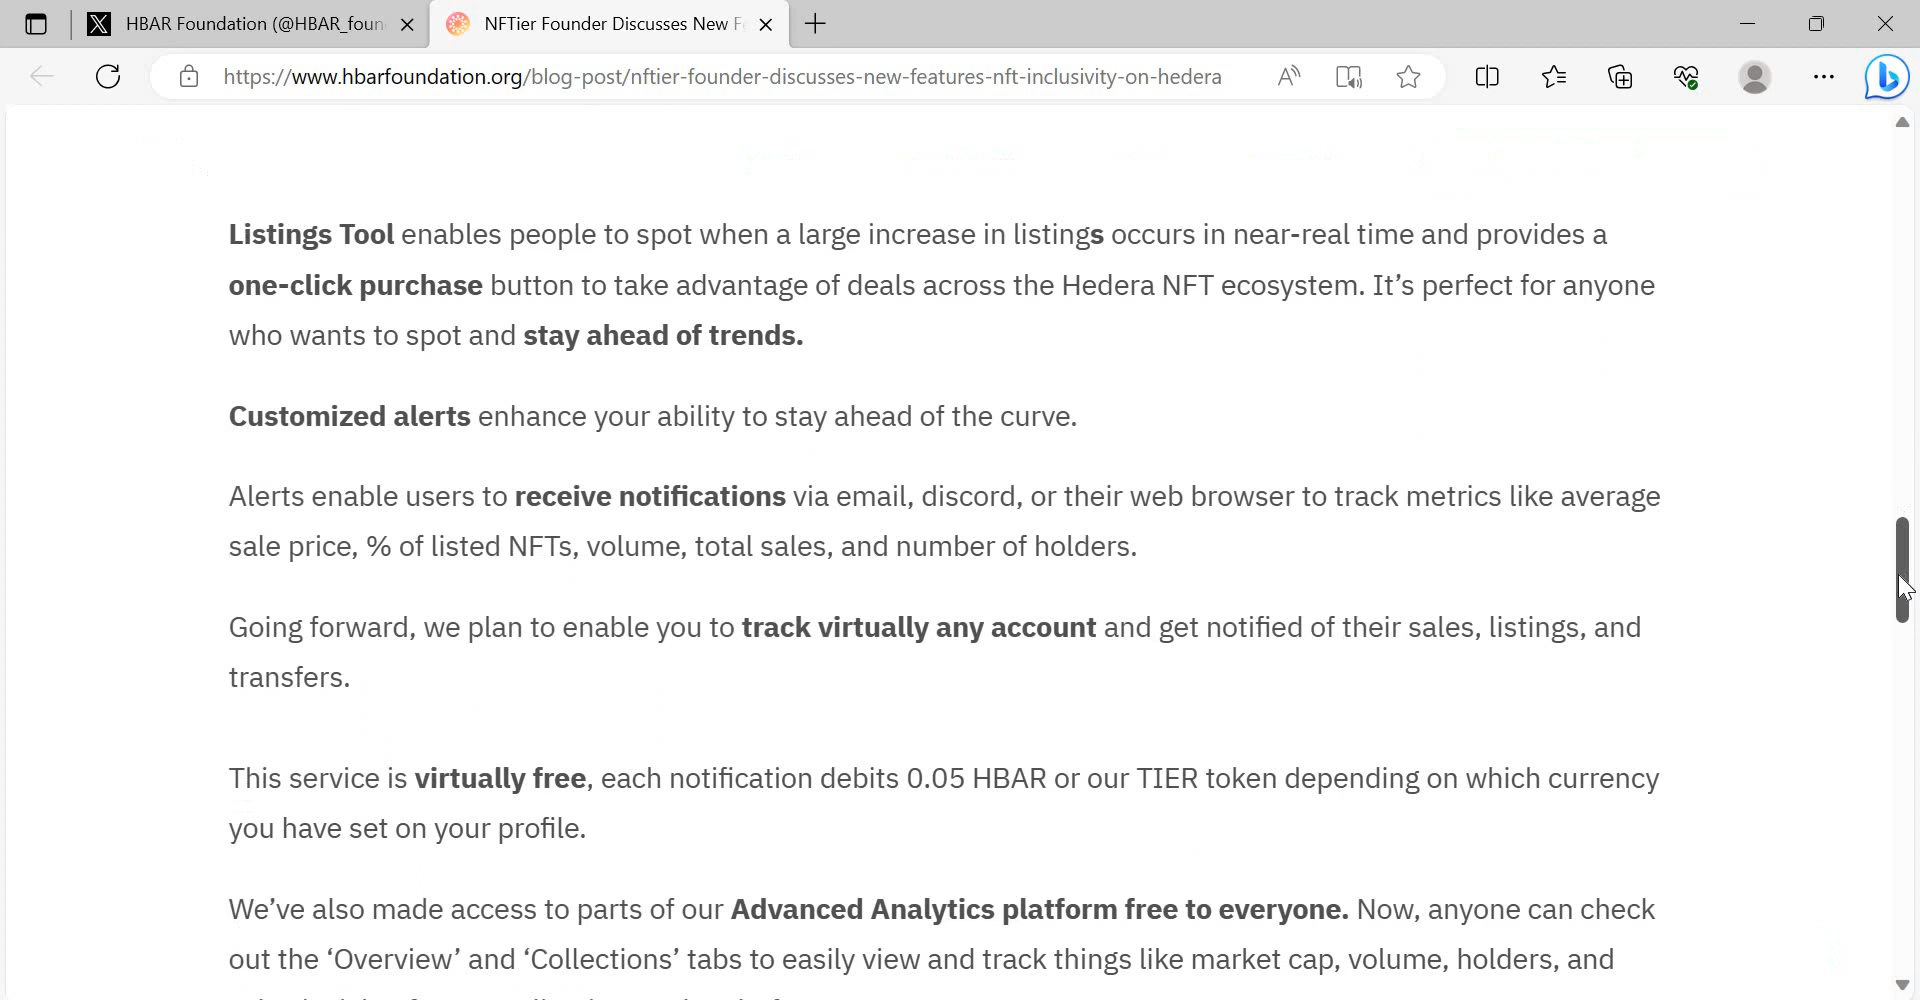 HBAR Foundation (@HBAR_foun
NFTier Founder Discusses New Fe
https://www.hbarfoundation.org/blog-post/nftier-founder-discusses-new-features-nft-inclusivity-on-hedera
Listings Tool enables people to spot when a large increase in listings occurs in near-real time and provides a
one-click purchase button to take advantage of deals across the Hedera NFT ecosystem. It’s perfect for anyone
who wants to spot and stay ahead of trends.
Customized alerts enhance your ability to stay ahead of the curve.
Alerts enable users to receive notifications via email, discord, or their web browser to track metrics like average
sale price, % of listed NFTs, volume, total sales, and number of holders.
Going forward, we plan to enable you to track virtually any account and get notified of their sales, listings, and
transfers.
This service is virtually free, each notification debits 0.05 HBAR or our TIER token depending on which currency
you have set on your profile.
We’ve also made access to parts of our Advanced Analytics platform free to everyone. Now, anyone can check
out the ‘Overview’ and ‘Collections’ tabs to easily view and track things like market cap, volume, holders, and